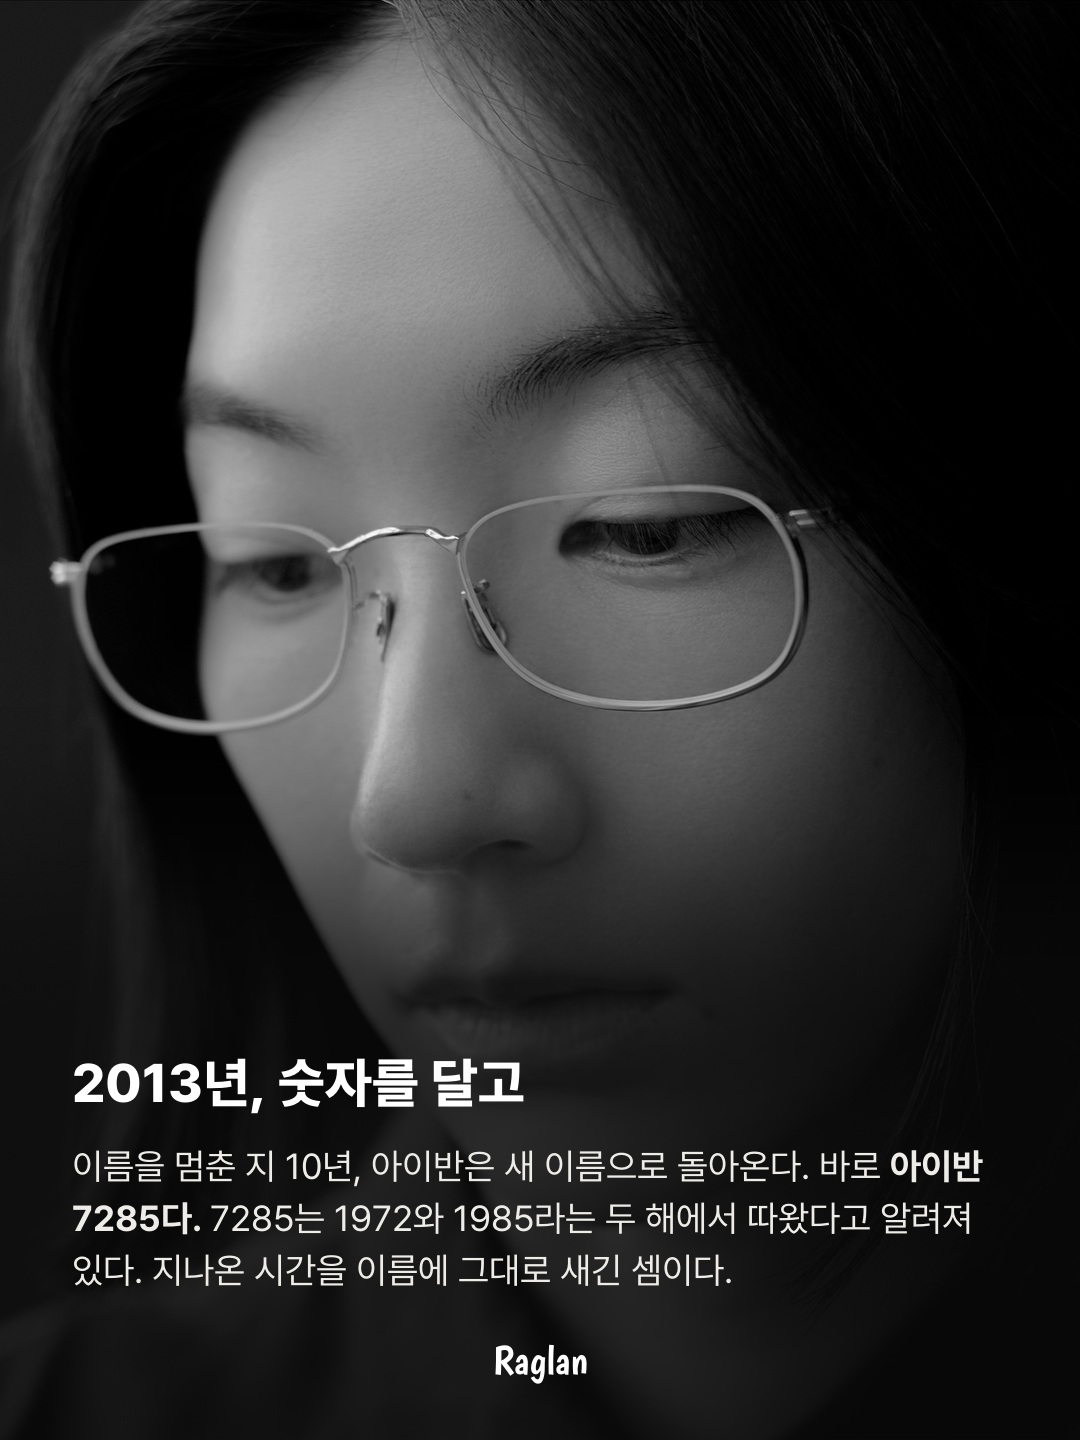 2013년, 숫자를 달고
이름을 멈춘 지 10년, 아이반은 새 이름으로 돌아온다. 바로 아이반
7285다. 7285는 1972와 1985라는 두 해에서 따왔다고 알려져
있다. 지나온 시간을 이름에 그대로 새긴 셈이다.
Raglan